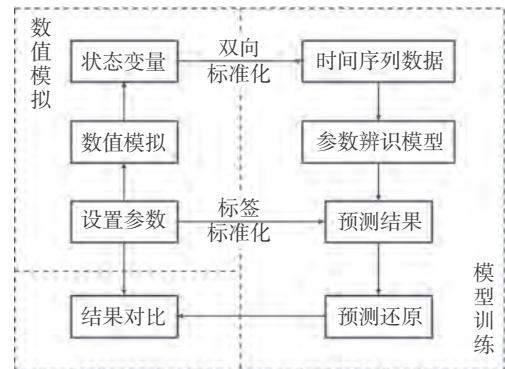 数值模拟
状态变量
双向
标准化
时间序列数据
数值模拟
参数辨识模型
设置参数
标签
标准化
预测结果
结果对比
预测还原
模型训练